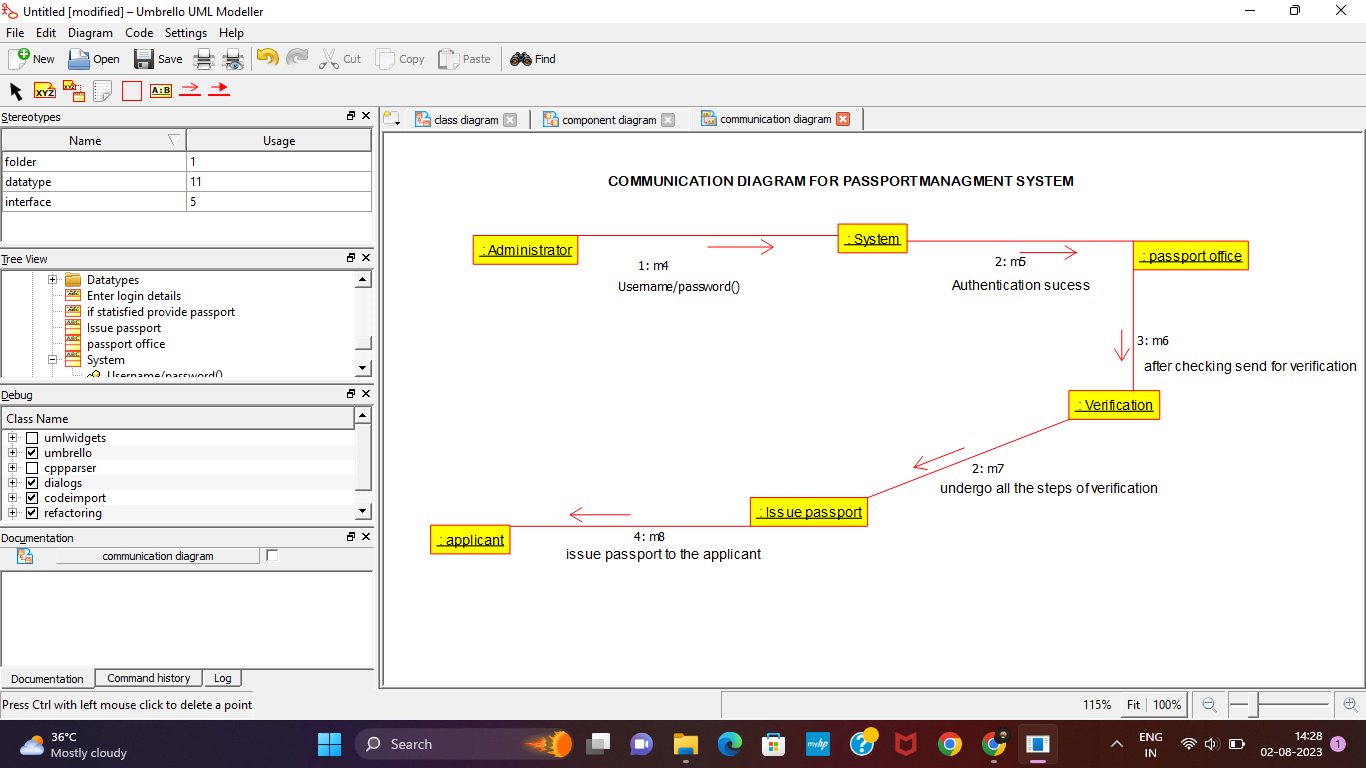 Untitled [modified] – Umbrello UML Modeller
File Edit Diagram Code Settings Help
New Open Save Cut Copy Paste Find
XYZ XYZ A:B
Stereotypes
Name Usage
folder 1
datatype 11
interface 5
Tree View
Datatypes
Enter login details
if statisfied provide passport
Issue passport
passport office
System
Username/password()
Debug
Class Name
umlwidgets
umbrello
cppparser
dialogs
codeimport
refactoring
Documentation
communication diagram
Documentation Command history Log
Press Ctrl with left mouse click to delete a point
class diagram component diagram communication diagram
COMMUNICATION DIAGRAM FOR PASSPORT MANAGMENT SYSTEM
: Administrator
: System
: passport office
1: m4
Username/password()
2: m5
Authentication sucess
3: m6
after checking send for verification
: Verification
2: m7
undergo all the steps of verification
: Issue passport
: applicant
4: m8
issue passport to the applicant
115% Fit 100%
36°C
Mostly cloudy
Search
myhp
ENG
IN
14:28
02-08-2023
1